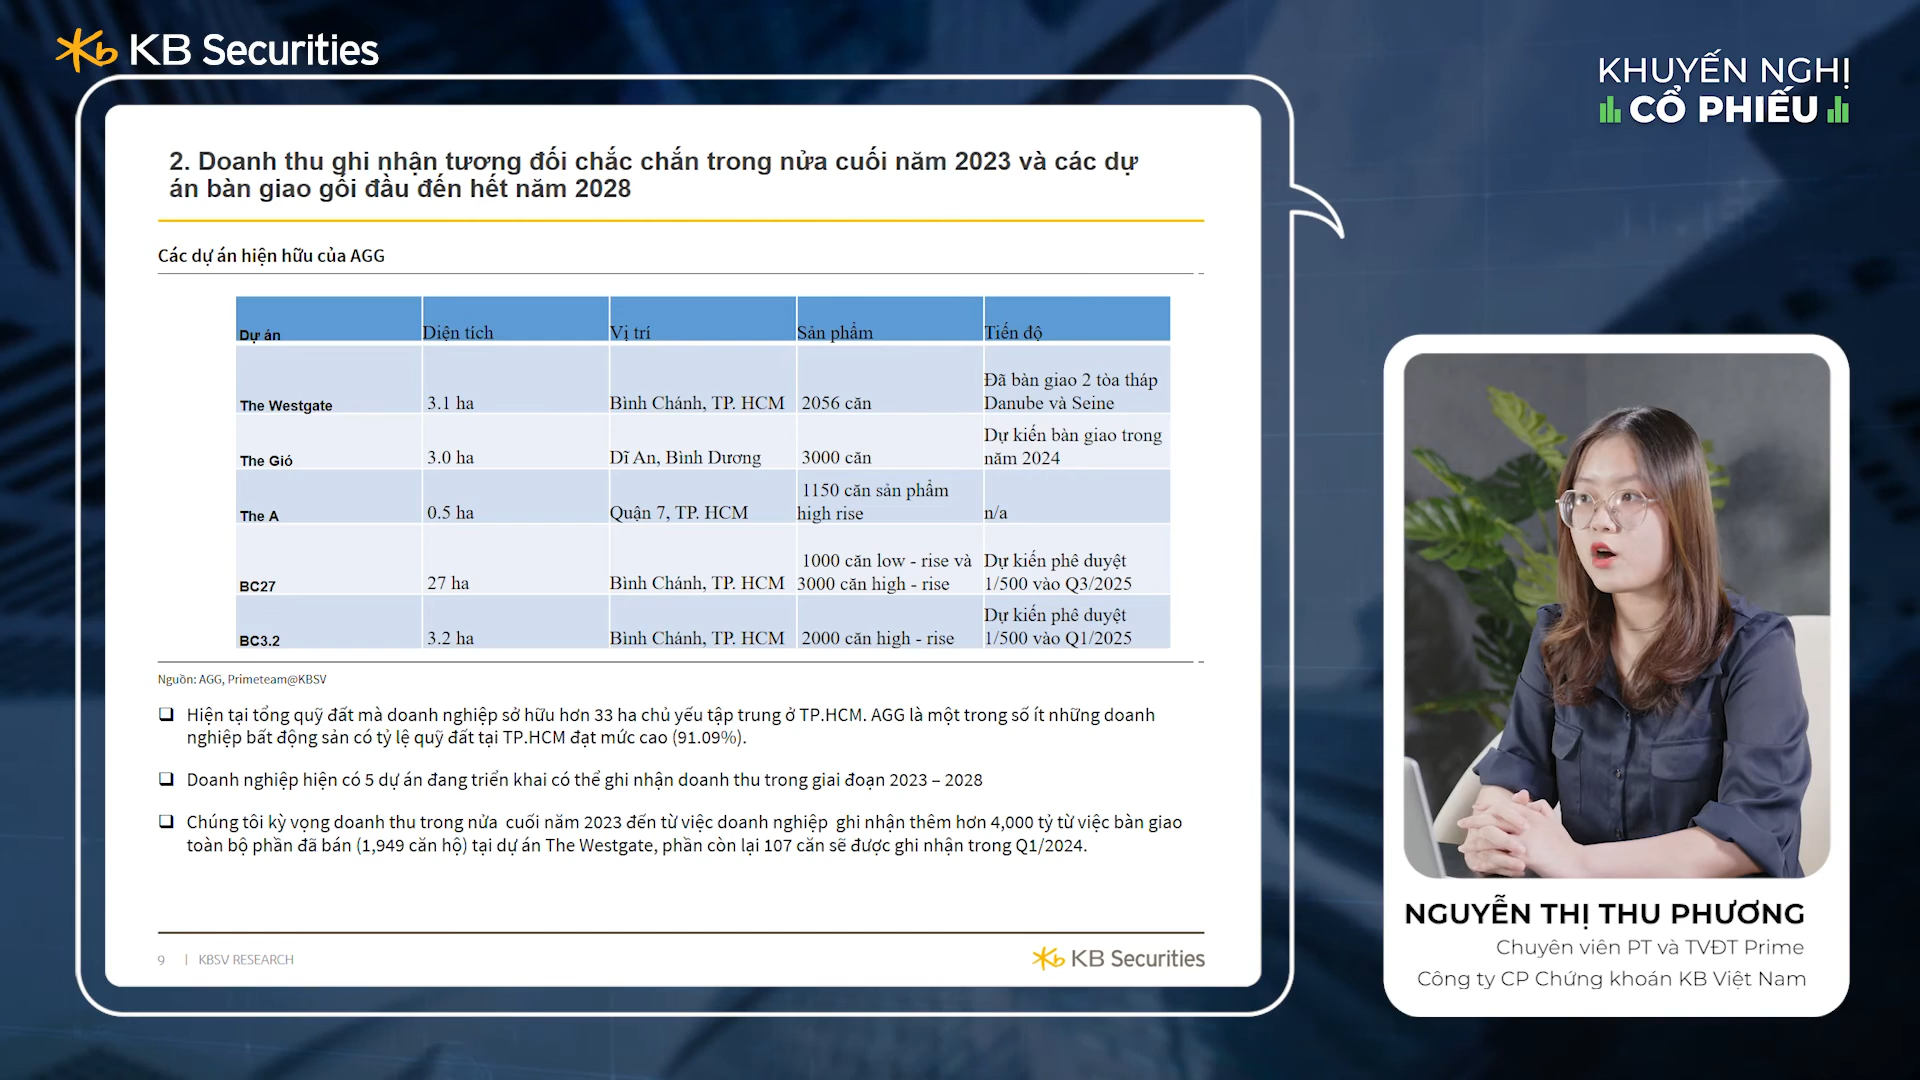 KB Securities
KHUYẾN NGHỊ
CỔ PHIẾU
2. Doanh thu ghi nhận tương đối chắc chắn trong nửa cuối năm 2023 và các dự
án bàn giao gối đầu đến hết năm 2028
Các dự án hiện hữu của AGG
Dự án Diện tích Vị trí Sản phẩm Tiến độ
Đã bàn giao 2 tòa tháp
The Westgate 3.1 ha Bình Chánh, TP. HCM 2056 căn Danube và Seine
Dự kiến bàn giao trong
The Gió 3.0 ha Dĩ An, Bình Dương 3000 căn năm 2024
1150 căn sản phẩm
The A 0.5 ha Quận 7, TP. HCM high rise n/a
1000 căn low - rise và Dự kiến phê duyệt
BC27 27 ha Bình Chánh, TP. HCM 3000 căn high - rise 1/500 vào Q3/2025
Dự kiến phê duyệt
BC3.2 3.2 ha Bình Chánh, TP. HCM 2000 căn high - rise 1/500 vào Q1/2025
Nguồn: AGG, Primeteam@KBSV
Hiện tại tổng quỹ đất mà doanh nghiệp sở hữu hơn 33 ha chủ yếu tập trung ở TP.HCM. AGG là một trong số ít những doanh
nghiệp bất động sản có tỷ lệ quỹ đất tại TP.HCM đạt mức cao (91.09%).
Doanh nghiệp hiện có 5 dự án đang triển khai có thể ghi nhận doanh thu trong giai đoạn 2023 – 2028
Chúng tôi kỳ vọng doanh thu trong nửa cuối năm 2023 đến từ việc doanh nghiệp ghi nhận thêm hơn 4,000 tỷ từ việc bàn giao
toàn bộ phần đã bán (1,949 căn hộ) tại dự án The Westgate, phần còn lại 107 căn sẽ được ghi nhận trong Q1/2024.
9 | KBSV RESEARCH
KB Securities
NGUYỄN THỊ THU PHƯƠNG
Chuyên viên PT và TVĐT Prime
Công ty CP Chứng khoán KB Việt Nam